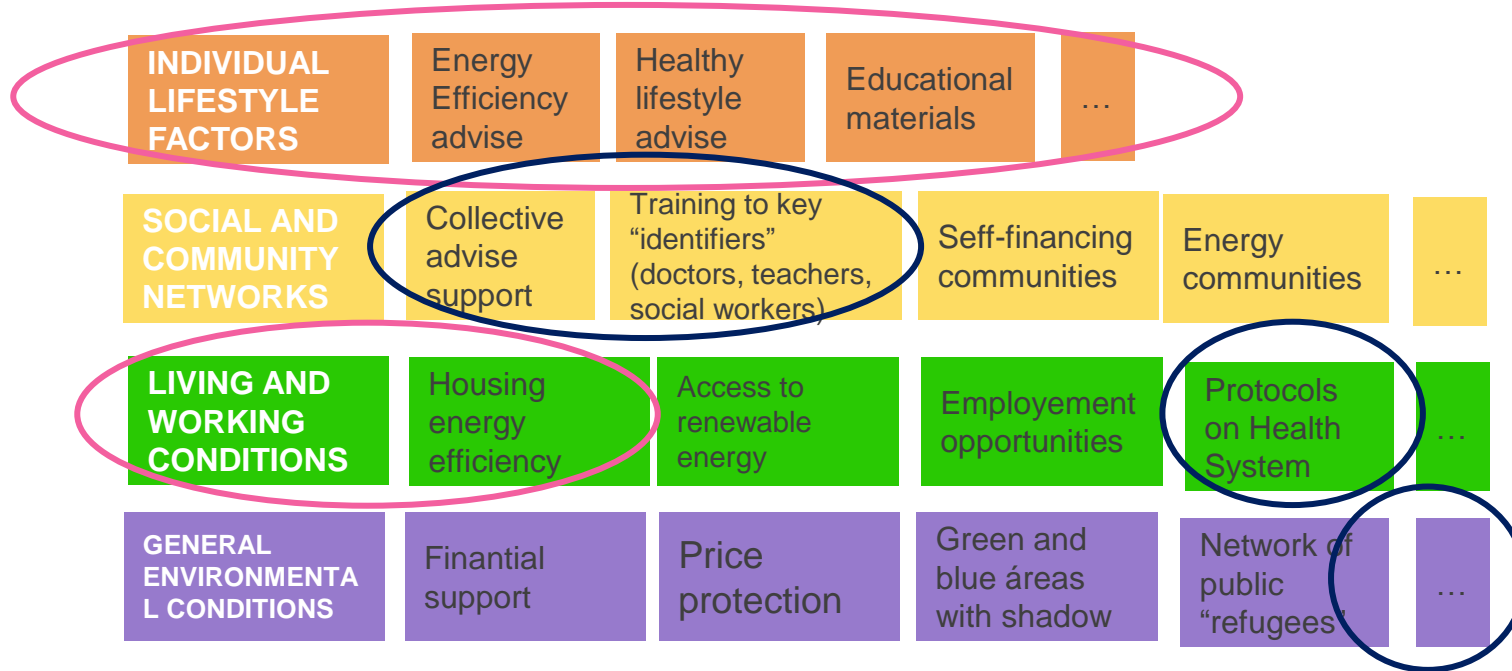 INDIVIDUAL
LIFESTYLE
FACTORS
Energy
Efficiency
advise
Healthy
lifestyle
advise
Educational
materials
…
SOCIAL AND
COMMUNITY
NETWORKS
Collective
advise
support
Training to key
“identifiers”
(doctors, teachers,
social workers)
Seff-financing
communities
Energy
communities
…
LIVING AND
WORKING
CONDITIONS
Housing
energy
efficiency
Access to
renewable
energy
Employement
opportunities
Protocols
on Health
System
…
GENERAL
ENVIRONMENTA
L CONDITIONS
Finantial
support
Price
protection
Green and
blue áreas
with shadow
Network of
public
“refugees”
…